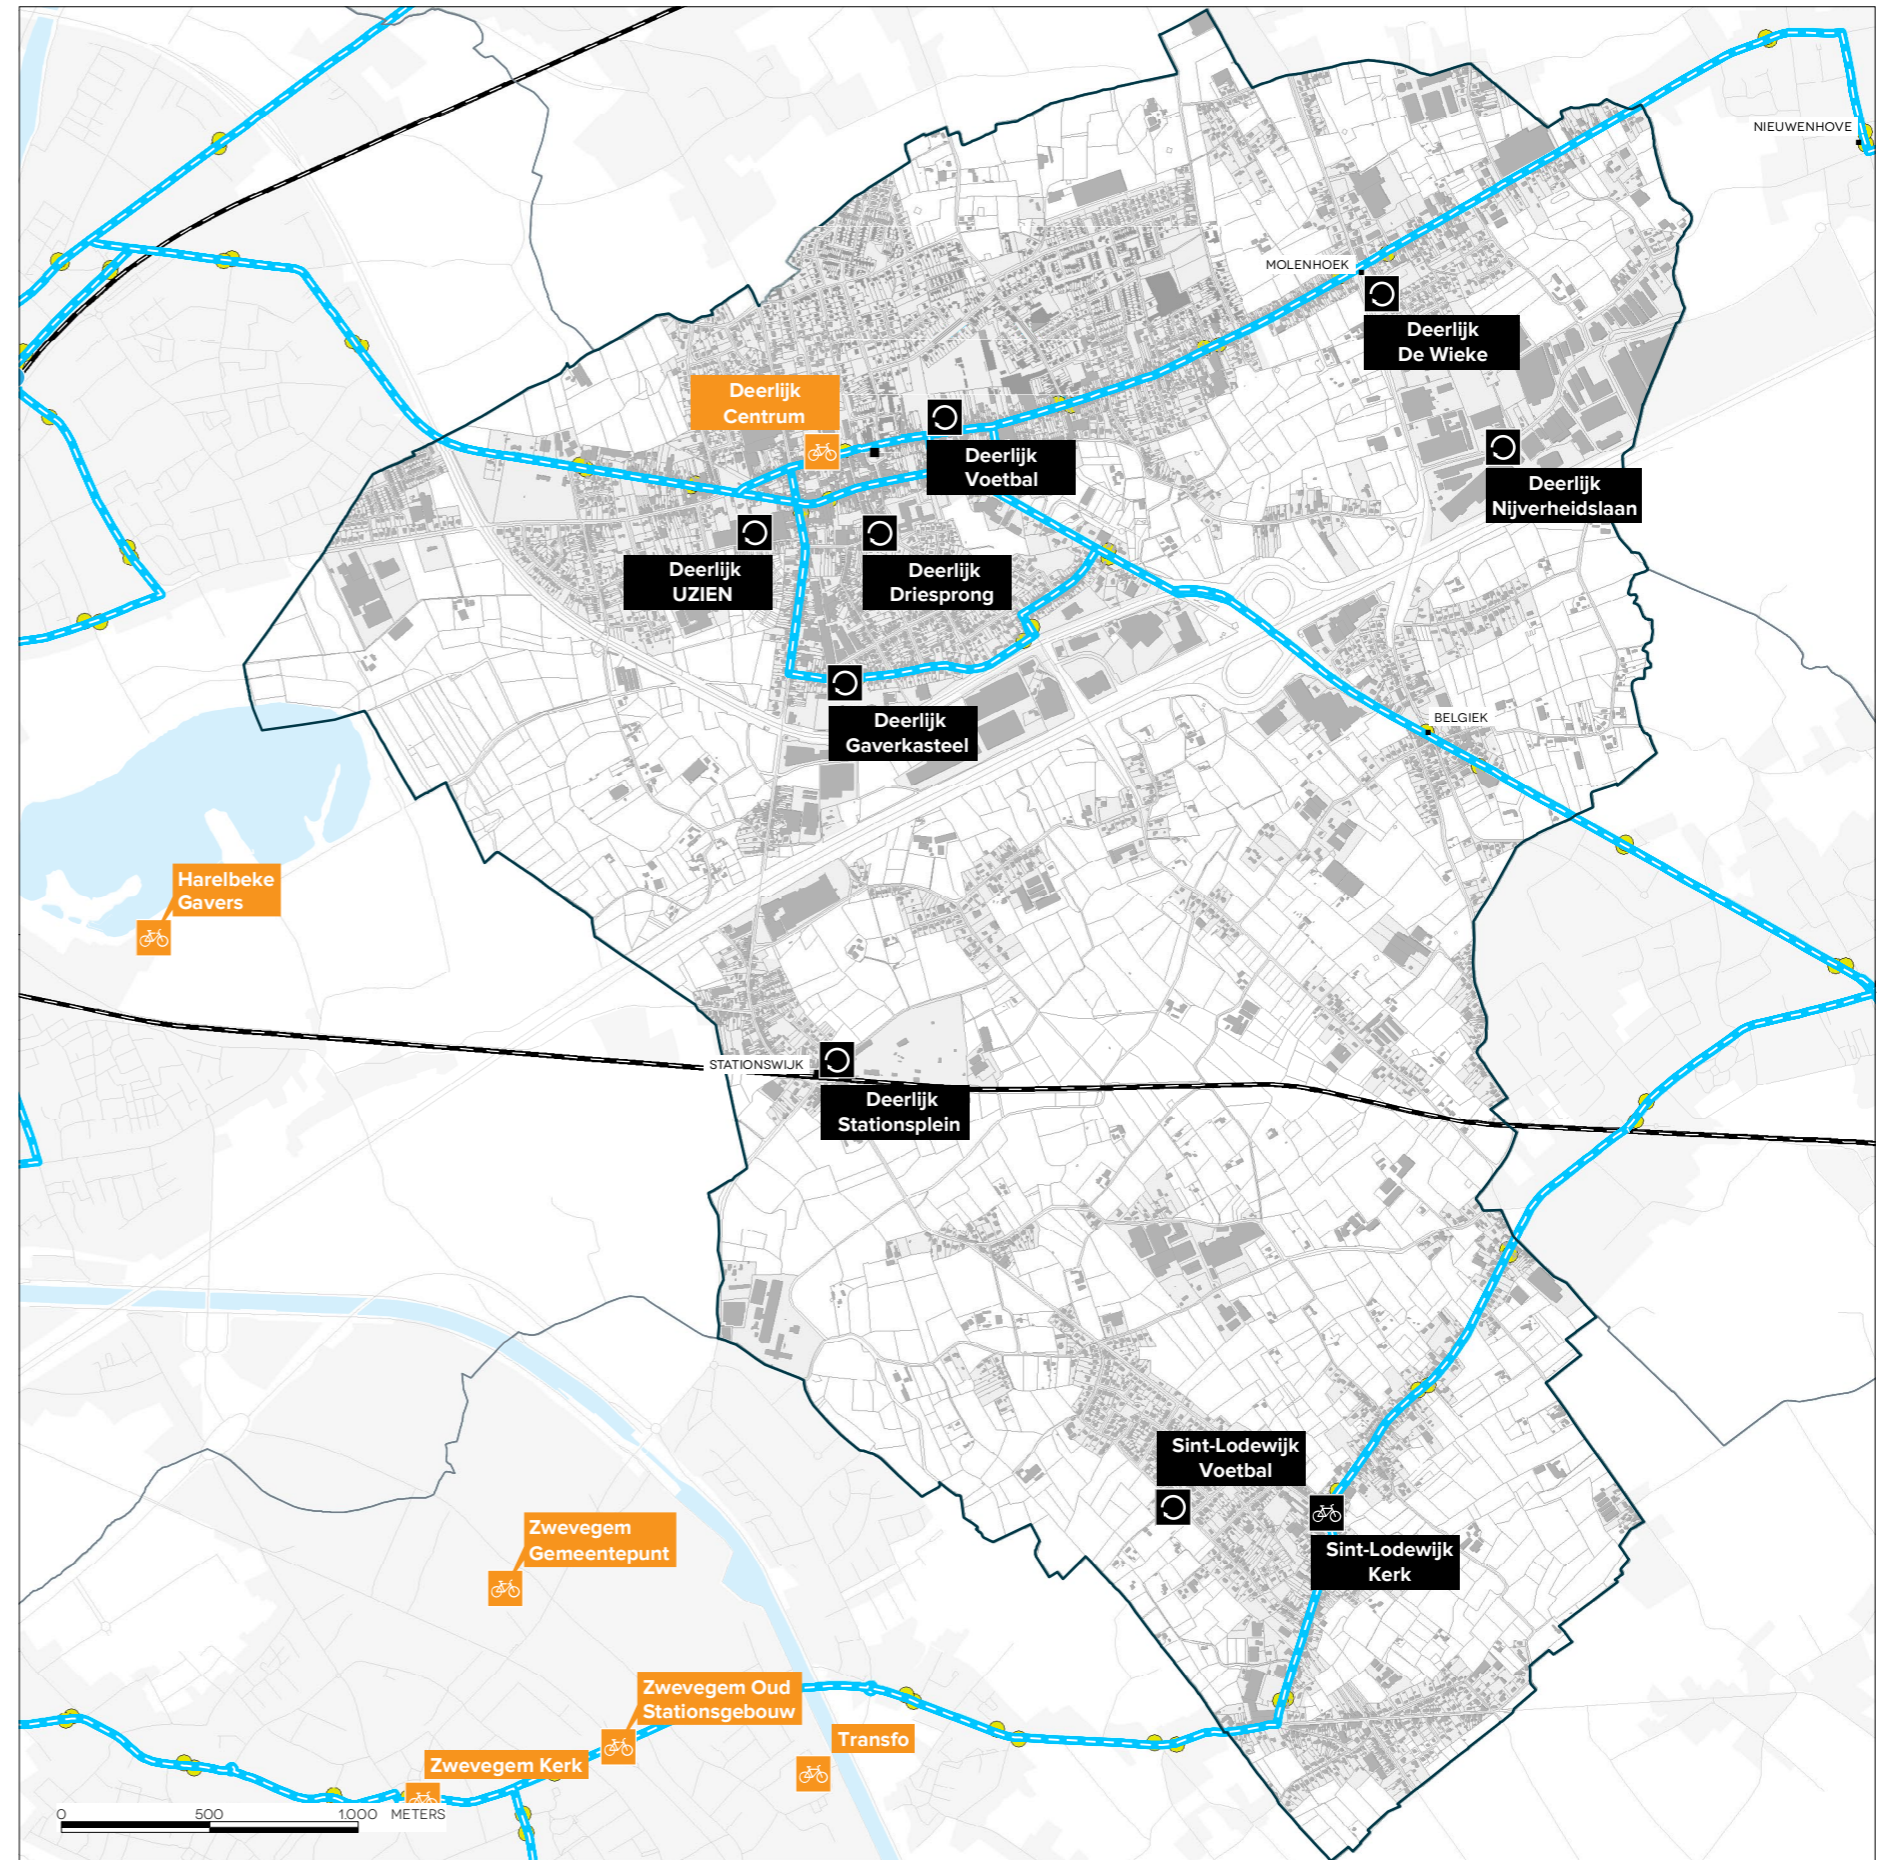 NIEUWENHOVE
MOLENHOEK
Deerlijk
De Wieke
Deerlijk
Centrum
Deerlijk
Voetbal
Deerlijk
Nijverheidslaan
Deerlijk
UZIEN
Deerlijk
Driesprong
Deerlijk
Gaverkasteel
BELGIEK
Harelbeke
Gavers
STATIONSWIJK
Deerlijk
Stationsplein
Sint-Lodewijk
Voetbal
Sint-Lodewijk
Kerk
Zwevegem
Gemeentepunt
Zwevegem Oud
Stationsgebouw
Transfo
Zwevegem Kerk
0 500 1.000 METERS